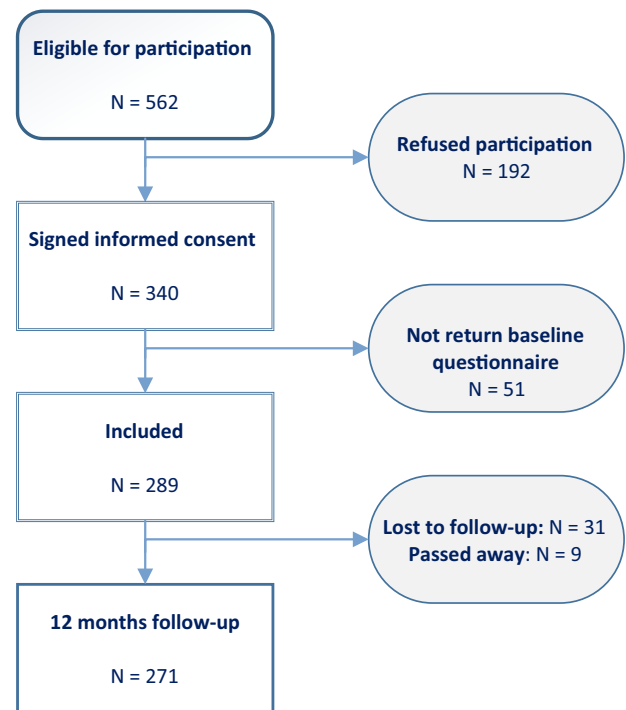 Eligible for participation
N = 562
Refused participation
N = 192
Signed informed consent
N = 340
Not return baseline
questionnaire
N = 51
Included
N = 289
Lost to follow-up: N = 31
Passed away: N = 9
12 months follow-up
N = 271